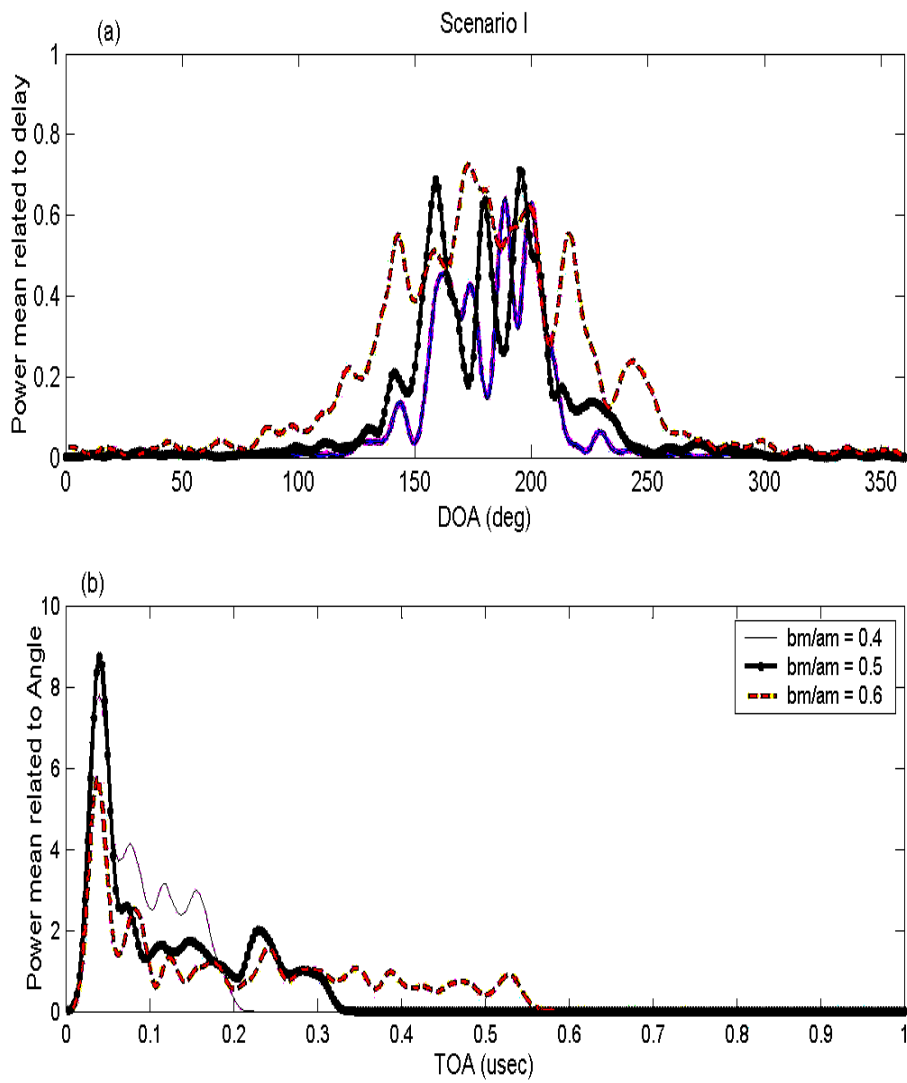 Scenario I
(a)
Power mean related to delay
1
0.8
0.6
0.4
0.2
0
0 50 100 150 200 250 300 350
DOA (deg)
(b)
Power mean related to Angle
10
8
6
4
2
0
bm/am = 0.4
bm/am = 0.5
bm/am = 0.6
0 0.1 0.2 0.3 0.4 0.5 0.6 0.7 0.8 0.9 1
TOA (usec)